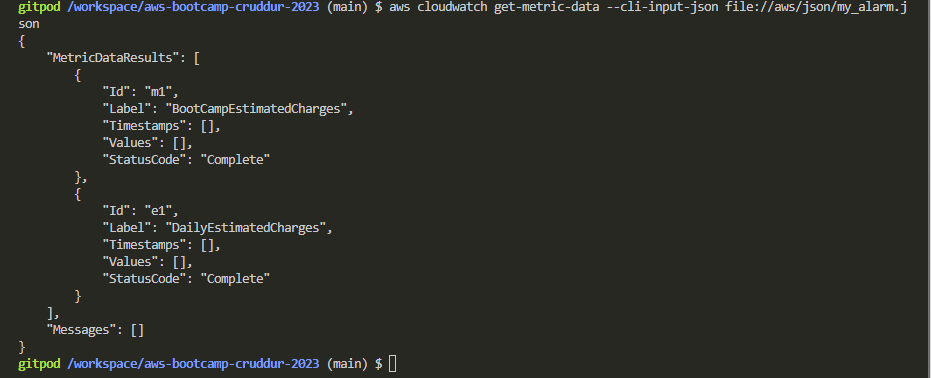 gitpod /workspace/aws-bootcamp-cruddur-2023 (main) $ aws cloudwatch get-metric-data --cli-input-json file://aws/json/my_alarm.j
son
{
    "MetricDataResults": [
        {
            "Id": "m1",
            "Label": "BootCampEstimatedCharges",
            "Timestamps": [],
            "Values": [],
            "StatusCode": "Complete"
        },
        {
            "Id": "e1",
            "Label": "DailyEstimatedCharges",
            "Timestamps": [],
            "Values": [],
            "StatusCode": "Complete"
        }
    ],
    "Messages": []
}
gitpod /workspace/aws-bootcamp-cruddur-2023 (main) $